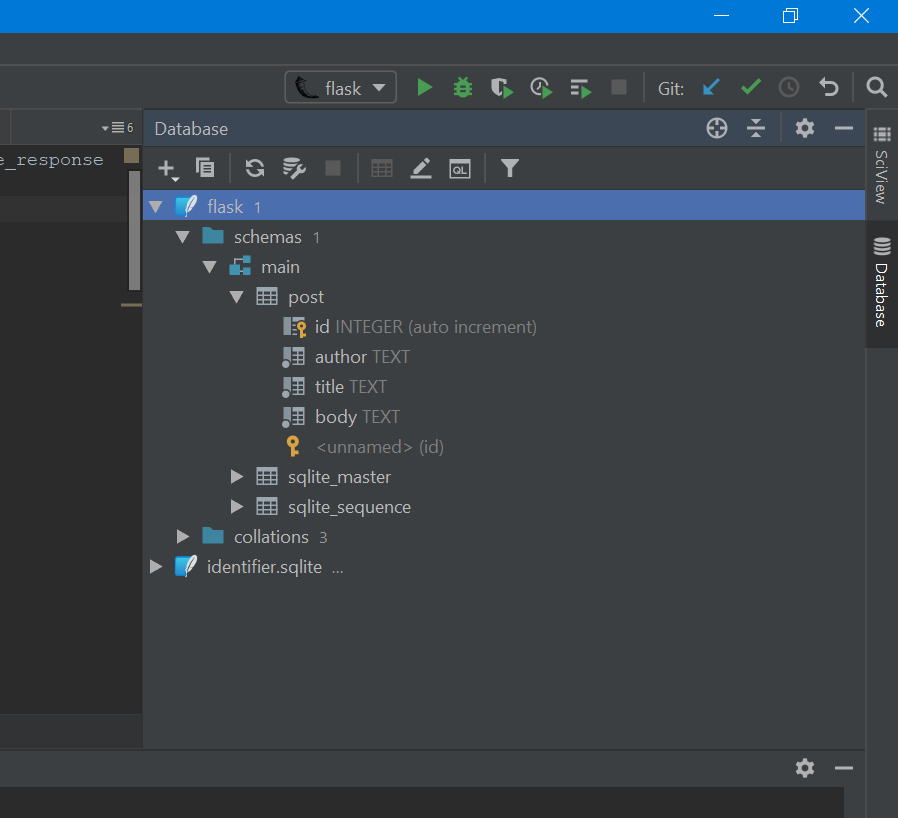 flask
Git:
6
Database
e_response
QL
flask 1
schemas 1
main
post
id INTEGER (auto increment)
author TEXT
title TEXT
body TEXT
<unnamed> (id)
sqlite_master
sqlite_sequence
collations 3
identifier.sqlite ...
SciView
Database